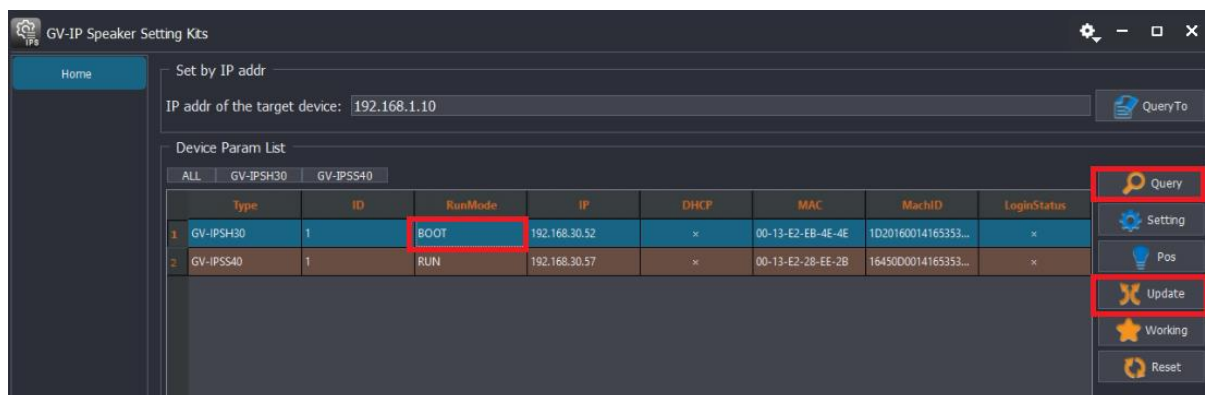 IPS GV-IP Speaker Setting Kits
Home
Set by IP addr
IP addr of the target device: 192.168.1.10 QueryTo
Device Param List
ALL GV-IPSH30 GV-IPSS40
Query
Type ID RunMode IP DHCP MAC MachID LoginStatus
Setting
1 GV-IPSH30 1 BOOT 192.168.30.52 × 00-13-E2-EB-4E-4E 1D20160014165353... ×
2 GV-IPSS40 1 RUN 192.168.30.57 × 00-13-E2-28-EE-2B 16450D0014165353... ×
Pos
Update
Working
Reset